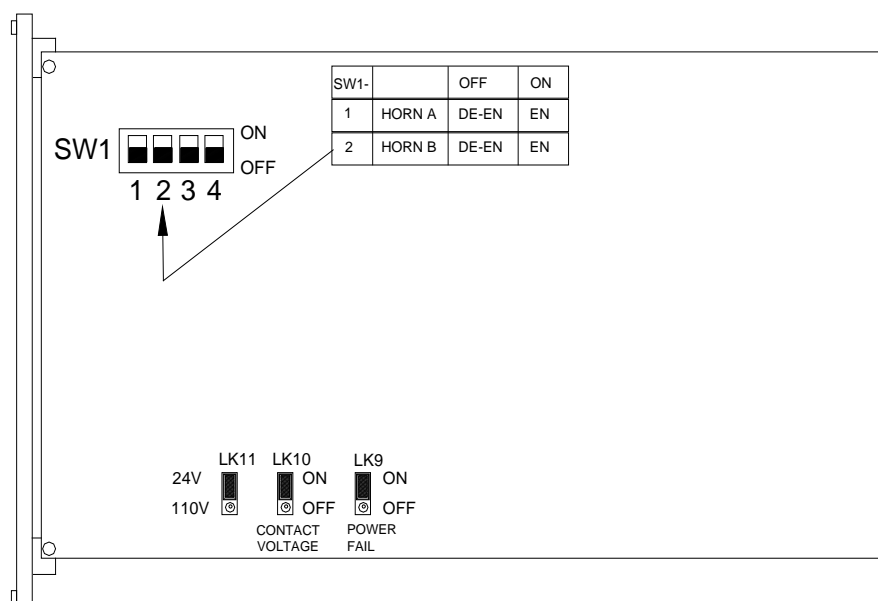 SW1- OFF ON
1 HORN A DE-EN EN
2 HORN B DE-EN EN
SW1 ON
OFF
1 2 3 4
LK11 LK10 LK9
24V ON ON
110V OFF OFF
CONTACT POWER
VOLTAGE FAIL